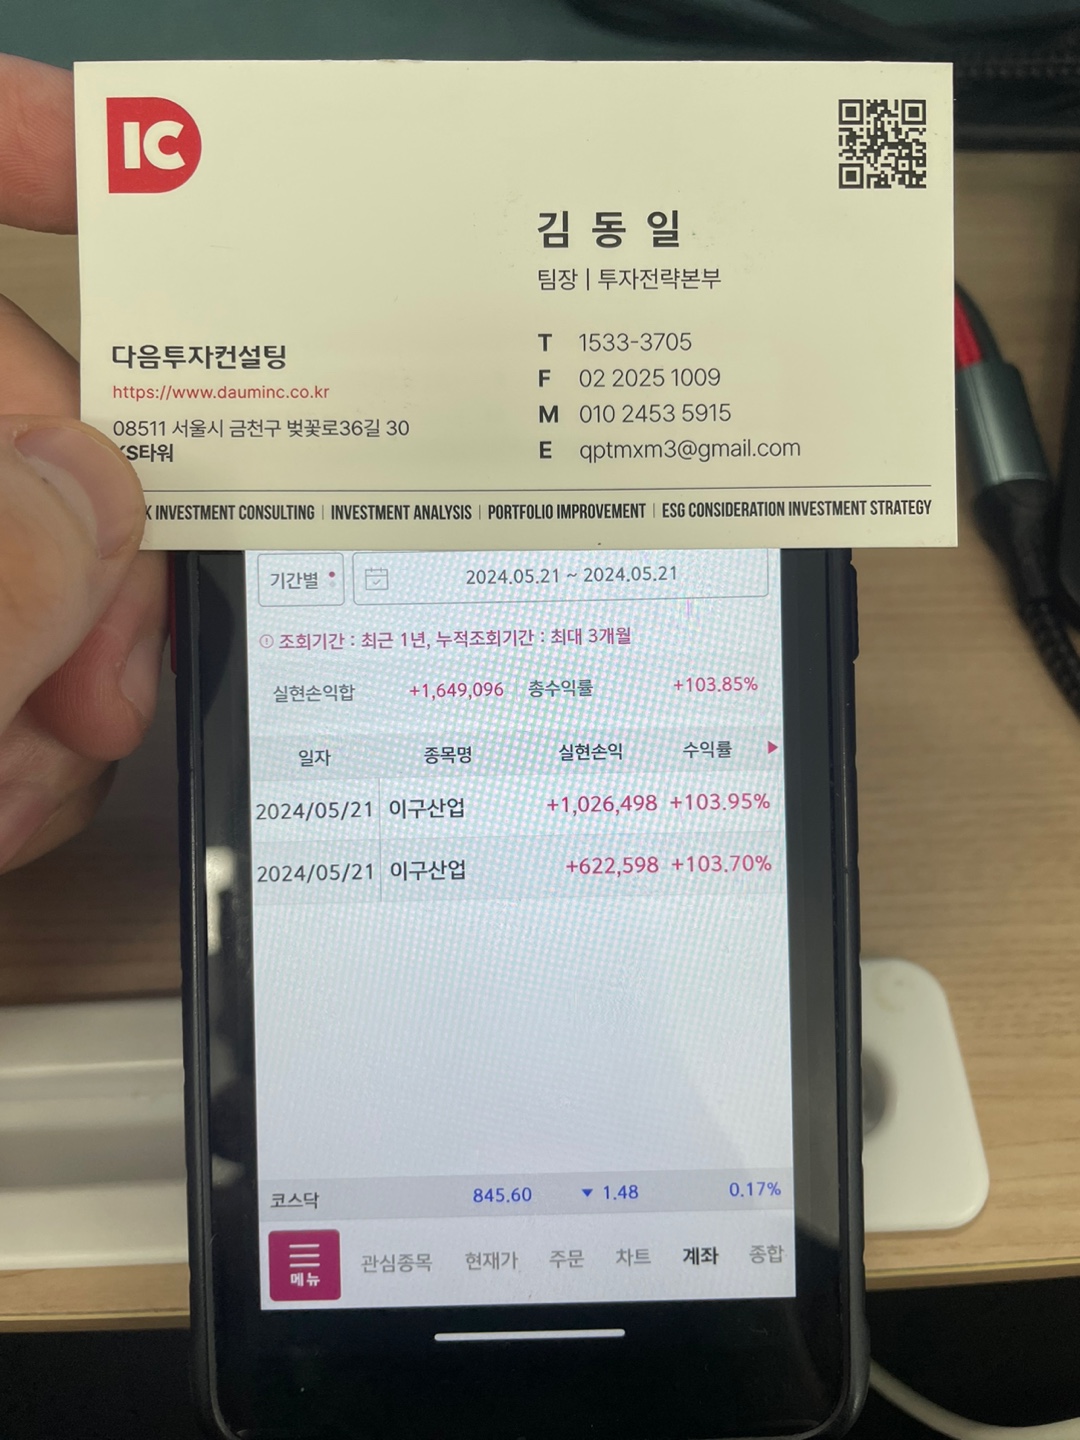 IC
김동일
팀장 | 투자전략본부
다음투자컨설팅
https://www.dauminc.co.kr
08511 서울시 금천구 벚꽃로36길 30
KS타워
T 1533-3705
F 02 2025 1009
M 010 2453 5915
E qptmxm3@gmail.com
INVESTMENT CONSULTING | INVESTMENT ANALYSIS | PORTFOLIO IMPROVEMENT | ESG CONSIDERATION INVESTMENT STRATEGY
기간별 2024.05.21 ~ 2024.05.21
조회기간 : 최근 1년, 누적조회기간 : 최대 3개월
실현손익합 +1,649,096 총수익률 +103.85%
일자 종목명 실현손익 수익률 ▶
2024/05/21 이구산업 +1,026,498 +103.95%
2024/05/21 이구산업 +622,598 +103.70%
코스닥 845.60 ▼ 1.48 0.17%
메뉴 관심종목 현재가 주문 차트 계좌 종합